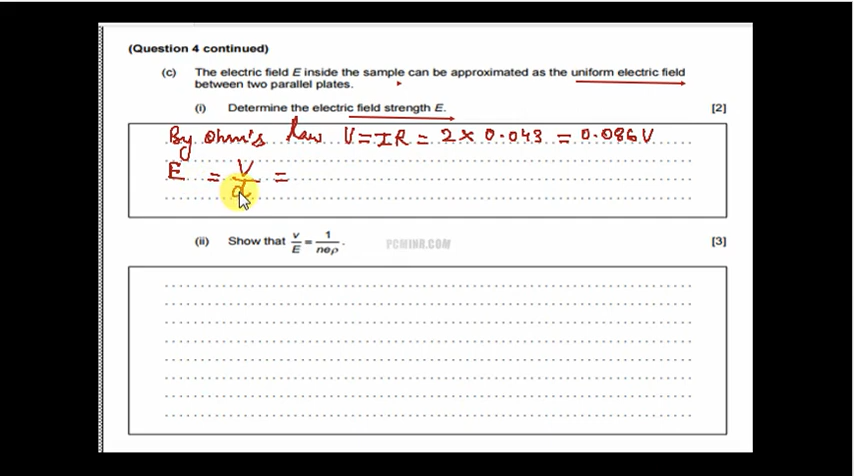 (Question 4 continued)
(c) The electric field E inside the sample can be approximated as the uniform electric field
between two parallel plates.
(i) Determine the electric field strength E. [2]
By Ohm's law V = IR = 2 × 0.043 = 0.086 V
E = V/d =
(ii) Show that v/E = 1/neρ. [3]
PCMINR.COM